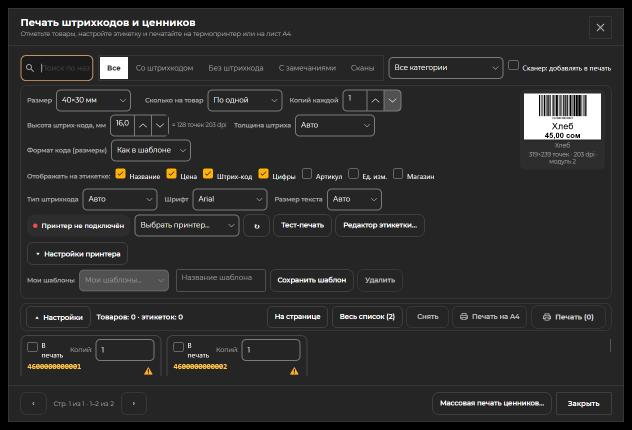 Печать штрихкодов и ценников
Отметьте товары, настройте этикетку и печатайте на термопринтер или на лист A4
Поиск по наз
Все
Со штрихкодом
Без штрихкода
С замечаниями
Сканы
Все категории
Сканер: добавлять в печать
Размер
40×30 мм
Сколько на товар
По одной
Копий каждой
1
Высота штрих-кода, мм
16,0
= 128 точек 203 dpi
Толщина штриха
Авто
Формат кода (размеры)
Как в шаблоне
Отображать на этикетке:
Название
Цена
Штрих-код
Цифры
Артикул
Ед. изм.
Магазин
Тип штрихкода
Авто
Шрифт
Arial
Размер текста
Авто
Хлеб
45,00 сом
Хлеб
319×239 точек · 203 dpi ·
модуль 2
Принтер не подключён
Выбрать принтер...
Тест-печать
Редактор этикетки...
Настройки принтера
Мои шаблоны
Мои шаблоны...
Название шаблона
Сохранить шаблон
Удалить
Настройки
Товаров: 0 · этикеток: 0
На странице
Весь список (2)
Снять
Печать на A4
Печать (0)
В печать
Копий:
1
4600000000001
В печать
Копий:
1
4600000000002
Стр. 1 из 1 · 1–2 из 2
Массовая печать ценников...
Закрыть